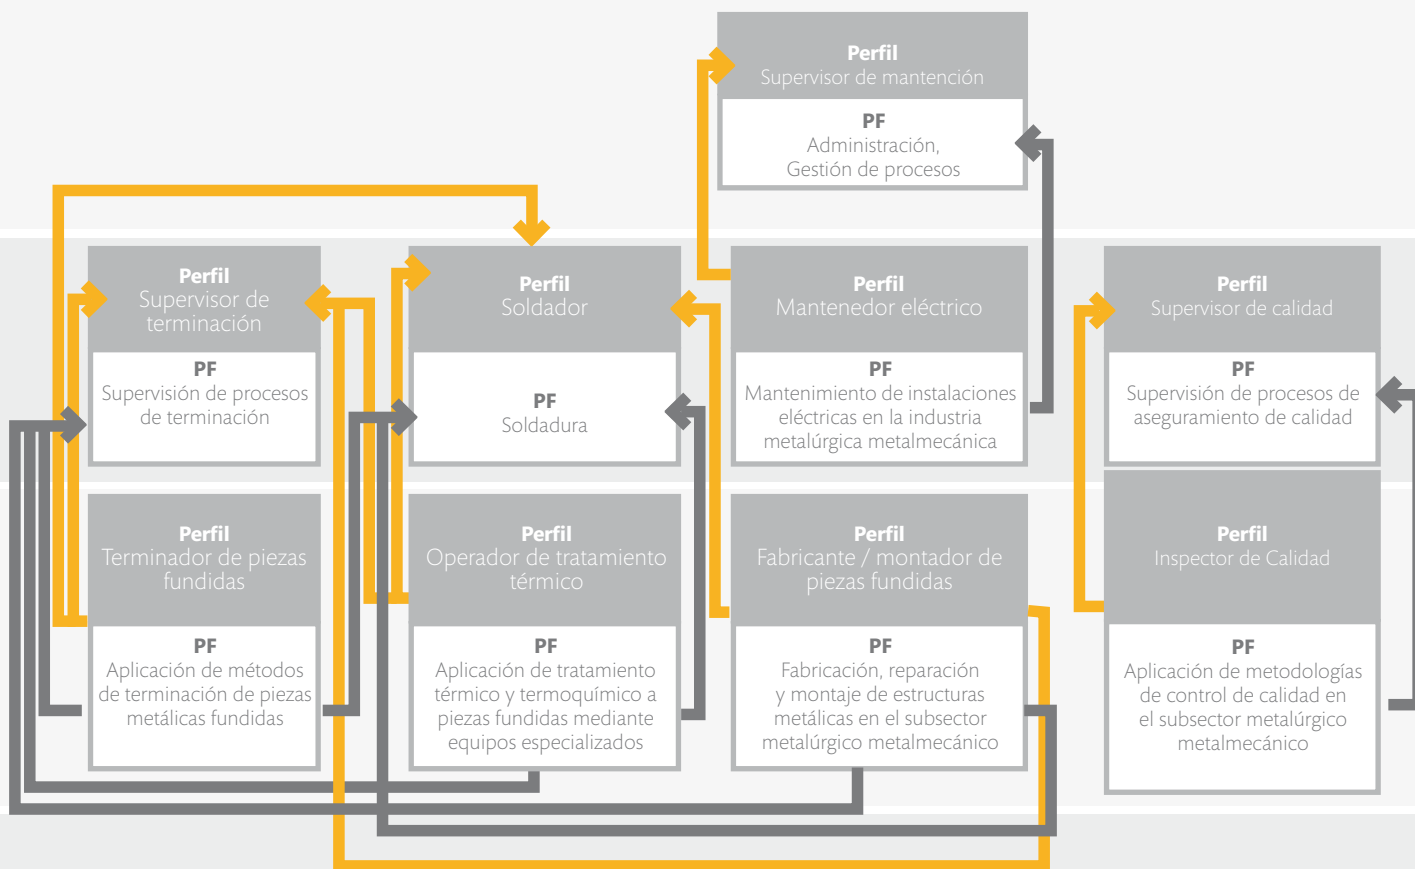 Perfil
Supervisor de mantención
PF
Administración,
Gestión de procesos
Perfil
Supervisor de
terminación
PF
Supervisión de procesos
de terminación
Perfil
Soldador
PF
Soldadura
Perfil
Mantenedor eléctrico
PF
Mantenimiento de instalaciones
eléctricas en la industria
metalúrgica metalmecánica
Perfil
Supervisor de calidad
PF
Supervisión de procesos de
aseguramiento de calidad
Perfil
Terminador de piezas
fundidas
PF
Aplicación de métodos
de terminación de piezas
metálicas fundidas
Perfil
Operador de tratamiento
térmico
PF
Aplicación de tratamiento
térmico y termoquímico a
piezas fundidas mediante
equipos especializados
Perfil
Fabricante / montador de
piezas fundidas
PF
Fabricación, reparación
y montaje de estructuras
metálicas en el subsector
metalúrgico metalmecánico
Perfil
Inspector de Calidad
PF
Aplicación de metodologías
de control de calidad en
el subsector metalúrgico
metalmecánico